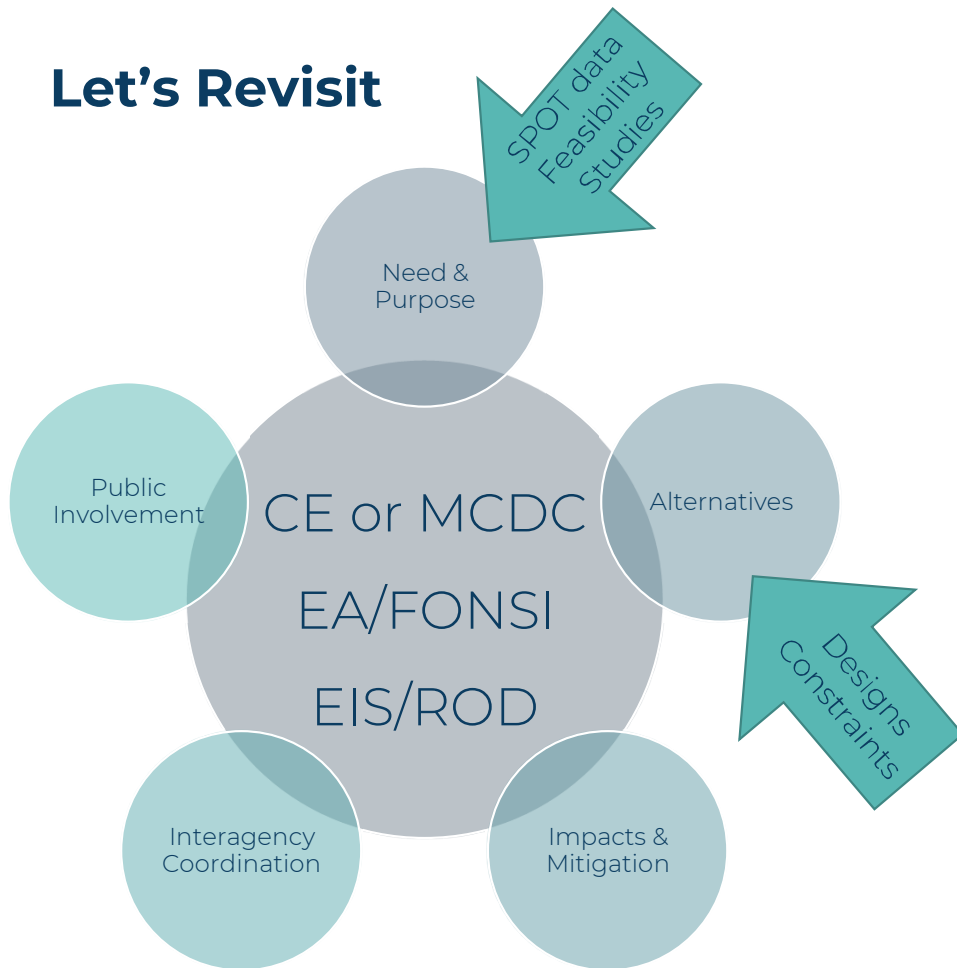 Let's Revisit
SPOT data
Feasibility
Studies
Need &
Purpose
Public
Involvement
CE or MCDC
EA/FONSI
EIS/ROD
Alternatives
Designs
Constraints
Interagency
Coordination
Impacts &
Mitigation